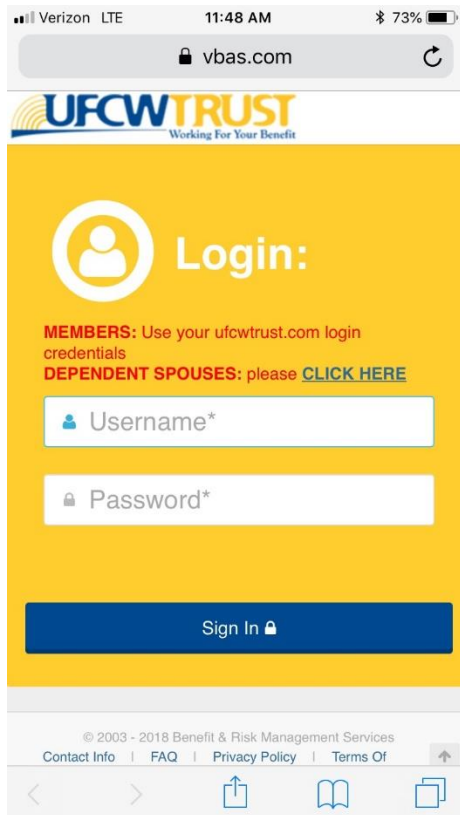 Verizon LTE 11:48 AM 73%
vbas.com
UFCWTRUST
Working For Your Benefit
Login:
MEMBERS: Use your ufcwtrust.com login
credentials
DEPENDENT SPOUSES: please CLICK HERE
Username*
Password*
Sign In
© 2003 - 2018 Benefit & Risk Management Services
Contact Info | FAQ | Privacy Policy | Terms Of